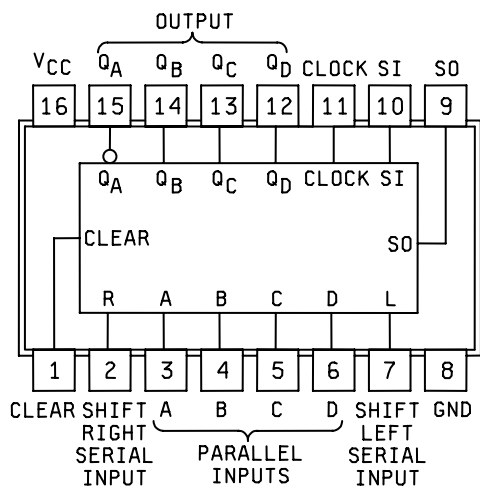 OUTPUT
VCC QA QB QC QD CLOCK SI SO
16 15 14 13 12 11 10 9
QA QB QC QD CLOCK SI
CLEAR
SO
R A B C D L
1 2 3 4 5 6 7 8
CLEAR SHIFT RIGHT SERIAL INPUT A B C D SHIFT LEFT SERIAL INPUT GND
PARALLEL INPUTS